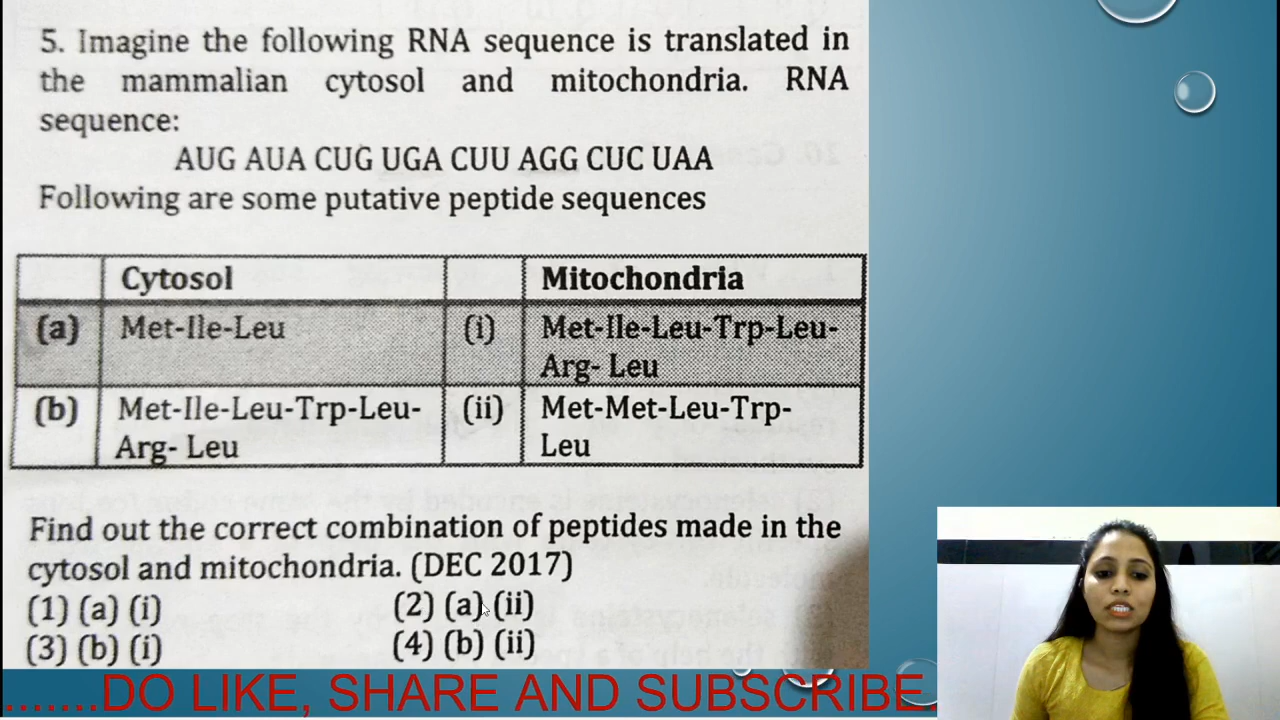 5. Imagine the following RNA sequence is translated in
the mammalian cytosol and mitochondria. RNA
sequence:
AUG AUA CUG UGA CUU AGG CUC UAA
Following are some putative peptide sequences
Cytosol Mitochondria
(a) Met-Ile-Leu (i) Met-Ile-Leu-Trp-Leu-
Arg- Leu
(b) Met-Ile-Leu-Trp-Leu- (ii) Met-Met-Leu-Trp-
Arg- Leu Leu
Find out the correct combination of peptides made in the
cytosol and mitochondria. (DEC 2017)
(1) (a) (i) (2) (a) (ii)
(3) (b) (i) (4) (b) (ii)
.......DO LIKE, SHARE AND SUBSCRIBE.